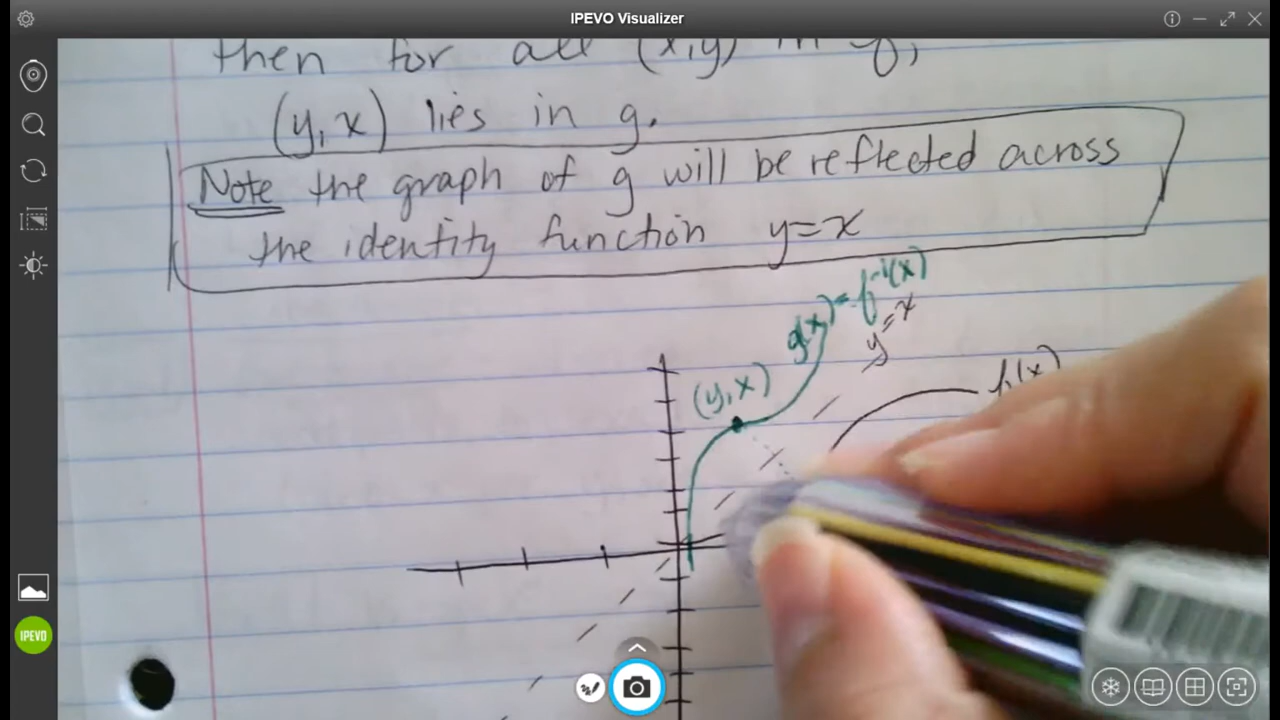 IPEVO Visualizer
then for all (x,y) in f,
(y,x) lies in g.
Note the graph of g will be reflected across
the identity function y=x
g(x) = f⁻¹(x)
y=x
(y,x)
f(x)
IPEVO